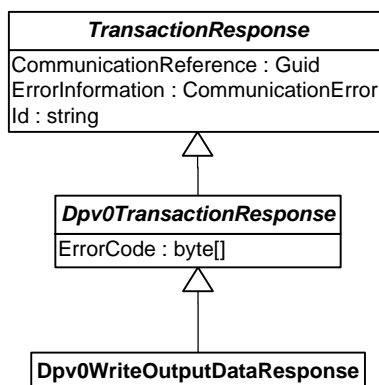 TransactionResponse
CommunicationReference : Guid
ErrorInformation : CommunicationError
Id : string
Dpv0TransactionResponse
ErrorCode : byte[]
Dpv0WriteOutputDataResponse